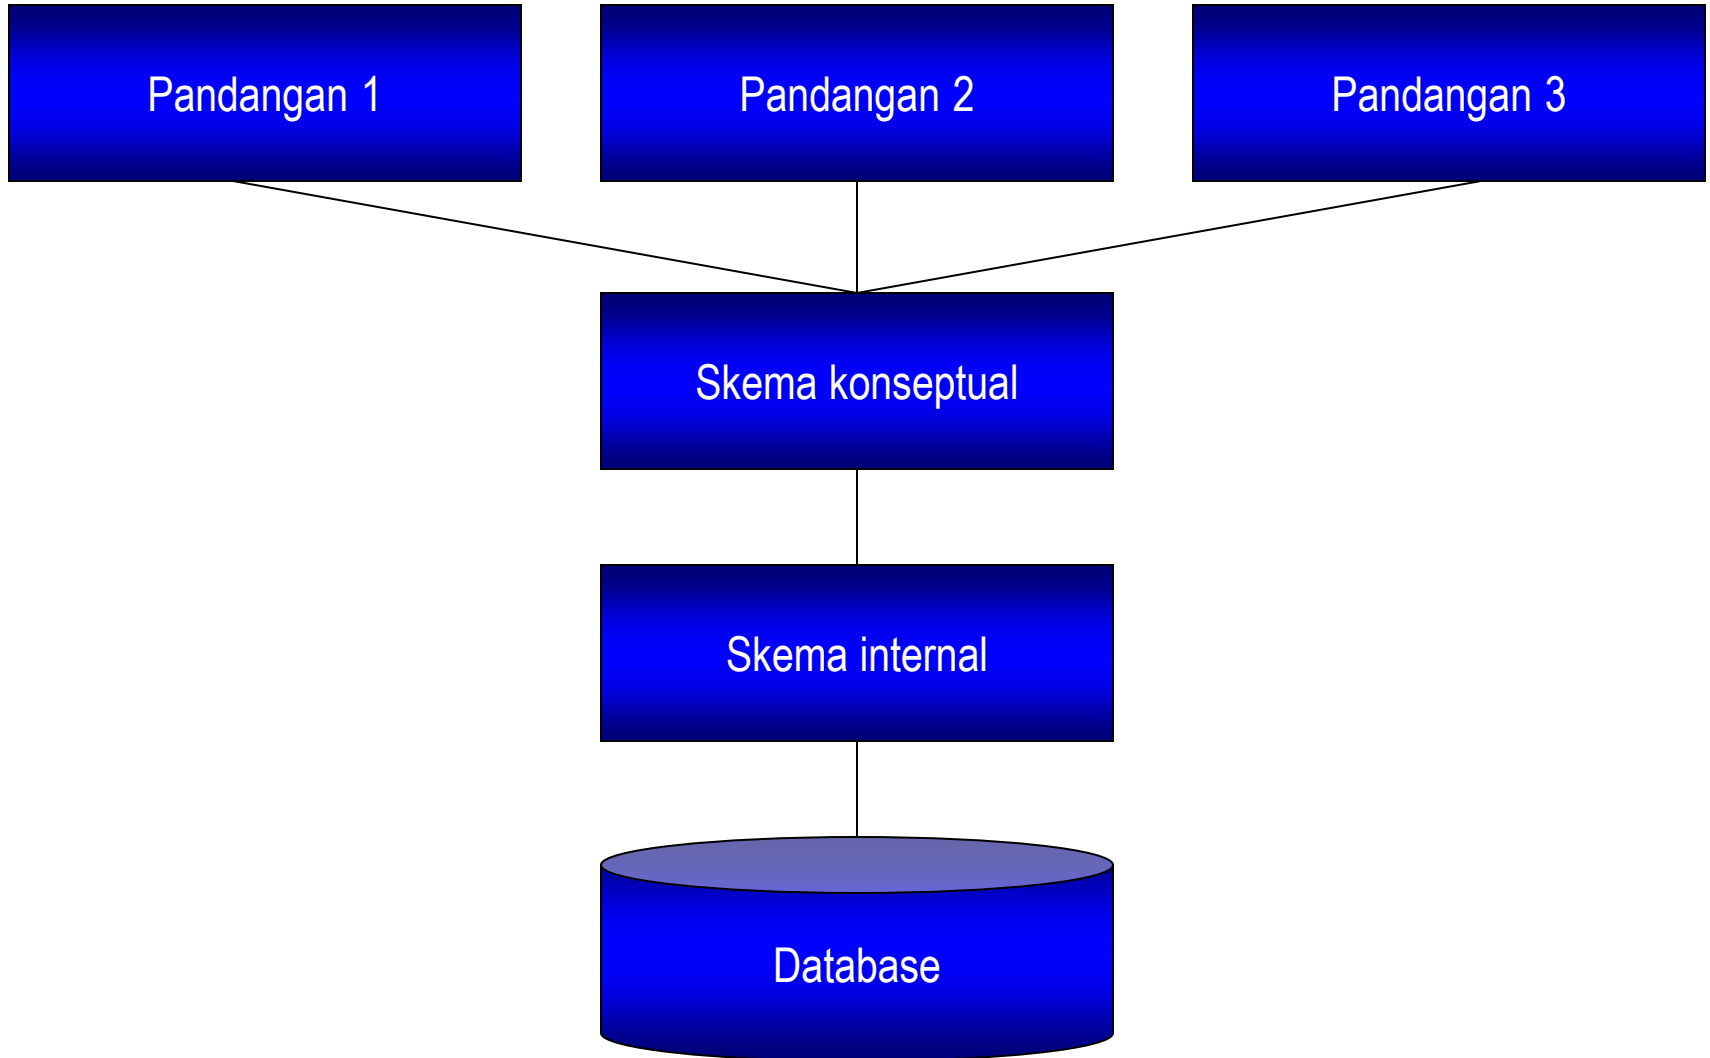 Pandangan 1
Pandangan 2
Pandangan 3
Skema konseptual
Skema internal
Database